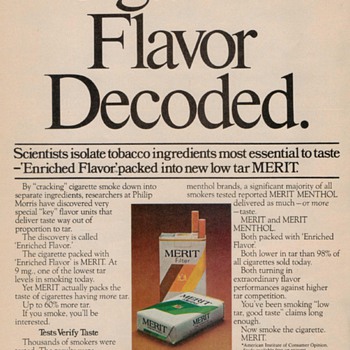 Flavor
Decoded.
Scientists isolate tobacco ingredients most essential to taste
–'Enriched Flavor,' packed into new low tar MERIT.
By "cracking" cigarette smoke down into
separate ingredients, researchers at Philip
Morris have discovered very
special "key" flavor units that
deliver taste way out of
proportion to tar.
The discovery is called
'Enriched Flavor.'
The cigarette packed with
'Enriched Flavor' is MERIT. At
9 mg., one of the lowest tar
levels in smoking today.
Yet MERIT actually packs the
taste of cigarettes having more tar.
Up to 60% more tar.
If you smoke, you'll be
interested.
Tests Verify Taste
Thousands of smokers were
menthol brands, a significant majority of all
smokers tested reported MERIT MENTHOL
delivered as much—or more
—taste.
MERIT and MERIT
MENTHOL.
Both packed with 'Enriched
Flavor.'
Both lower in tar than 98% of
all cigarettes sold today.
Both turning in
extraordinary flavor
performances against higher
tar competition.
You've been smoking "low
tar, good taste" claims long
enough.
Now smoke the cigarette.
MERIT.
*American Institute of Consumer Opinion.
MERIT
Filter
MERIT